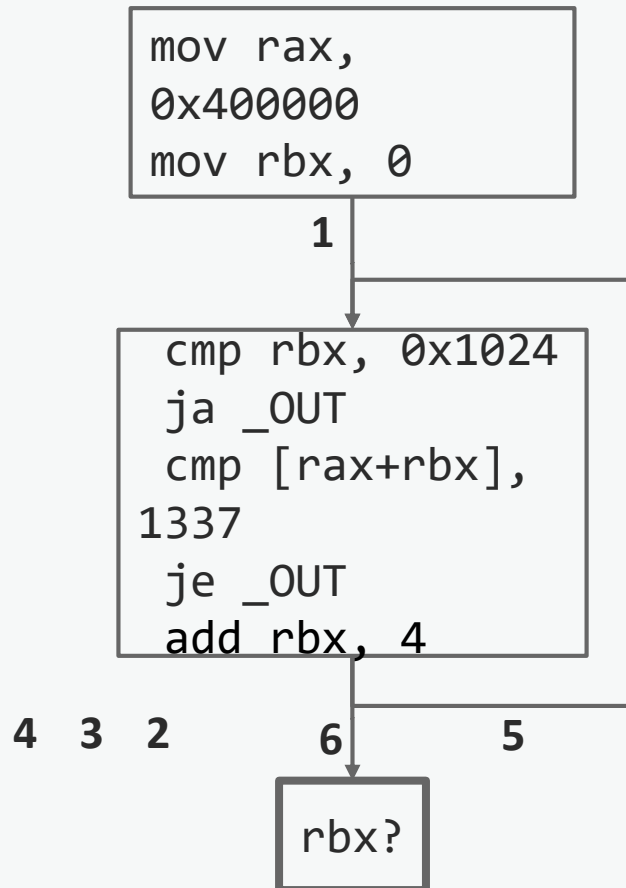 mov rax,
0x400000
mov rbx, 0
1
cmp rbx, 0x1024
ja _OUT
cmp [rax+rbx],
1337
je _OUT
add rbx, 4
4 3 2 6 5
rbx?